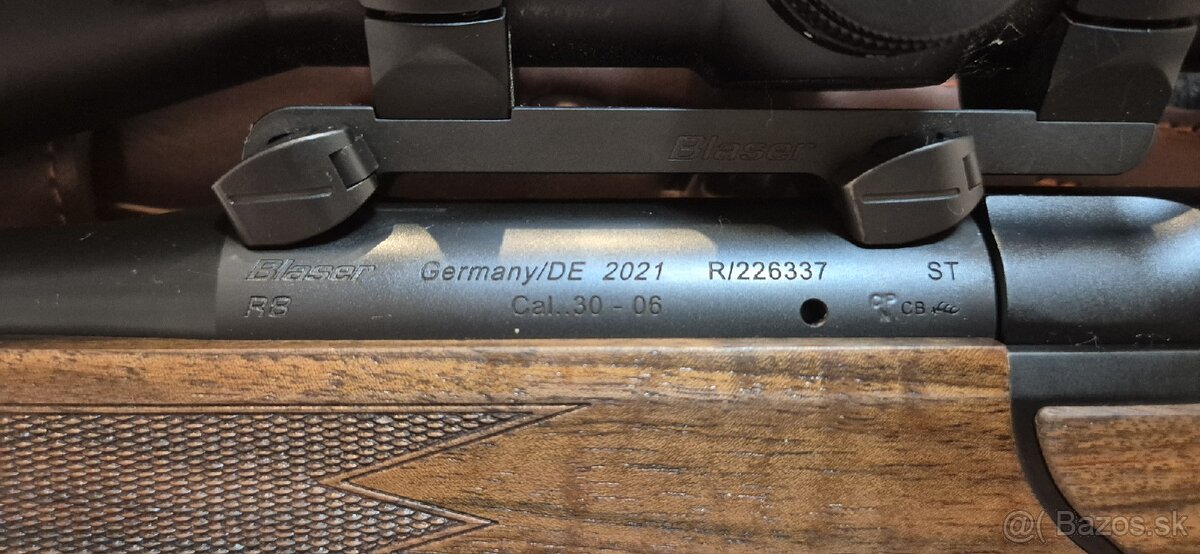 Blaser
Blaser Germany/DE 2021 R/226337 ST
R8 Cal..30 - 06 CB
@( Bazos.sk